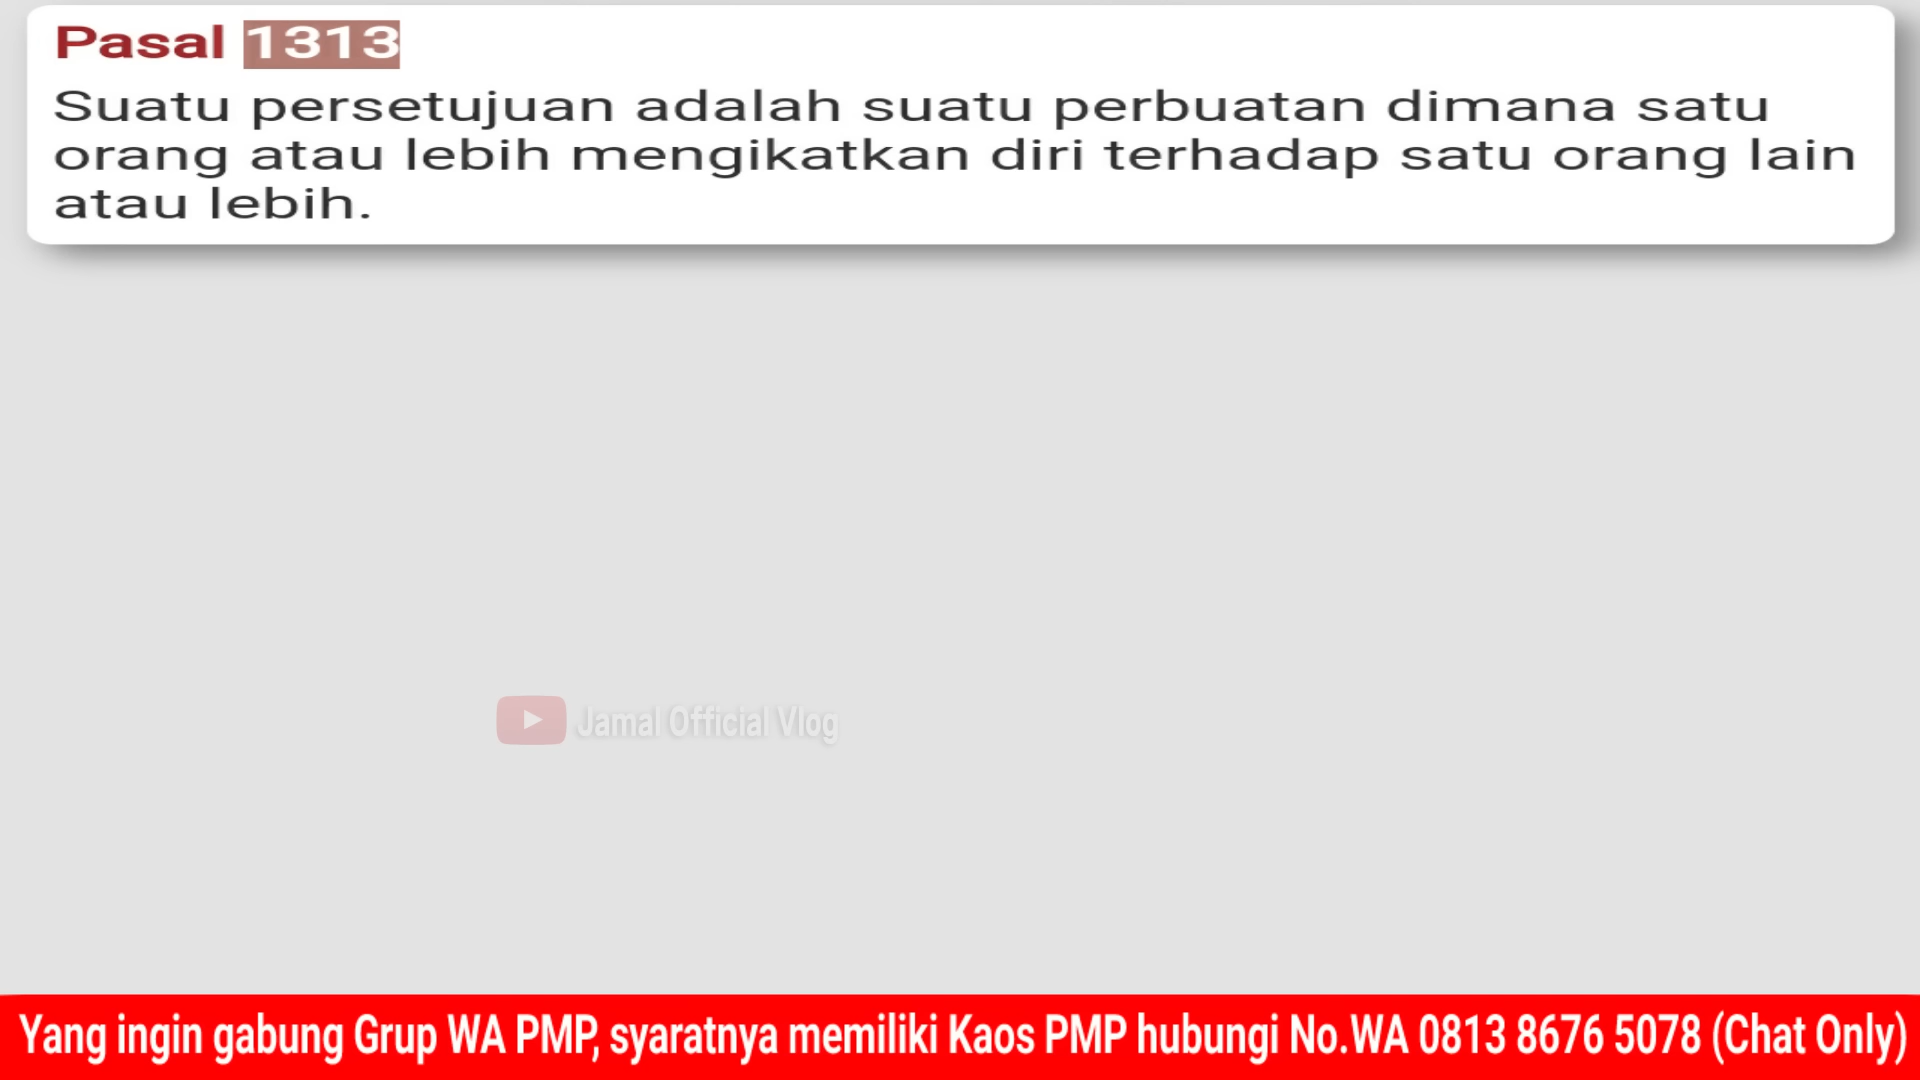 Pasal 1313
Suatu persetujuan adalah suatu perbuatan dimana satu
orang atau lebih mengikatkan diri terhadap satu orang lain
atau lebih.
Jamal Official Vlog
Yang ingin gabung Grup WA PMP, syaratnya memiliki Kaos PMP hubungi No.WA 0813 8676 5078 (Chat Only)